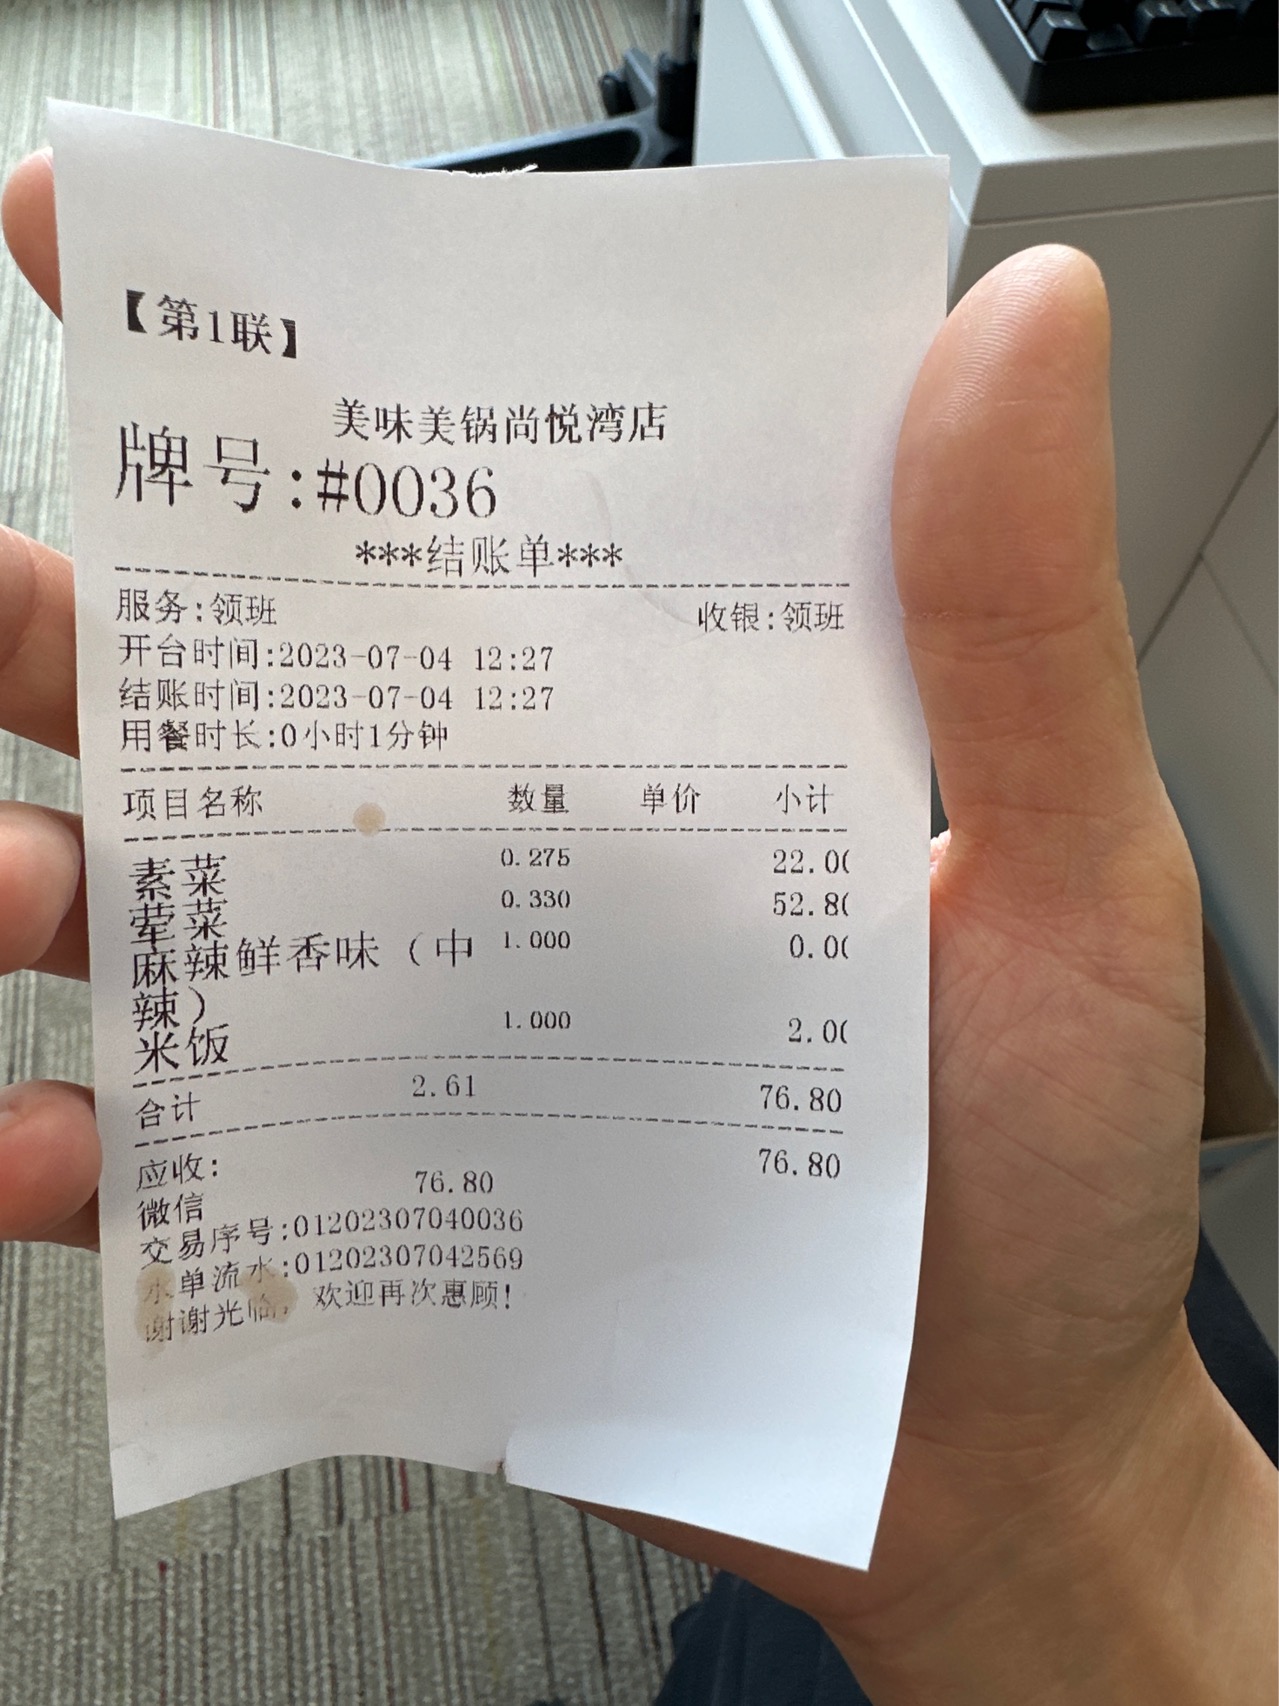 【第1联】
美味美锅尚悦湾店
牌号:#0036
***结账单***
服务:领班 收银:领班
开台时间:2023-07-04 12:27
结账时间:2023-07-04 12:27
用餐时长:0小时1分钟
项目名称 数量 单价 小计
素菜 0.275 22.0(
荤菜 0.330 52.8(
麻辣鲜香味（中 1.000 0.0(
辣）
米饭 1.000 2.0(
合计 2.61 76.80
应收: 76.80
微信 76.80
交易序号:01202307040036
水单流水:01202307042569
谢谢光临，欢迎再次惠顾!